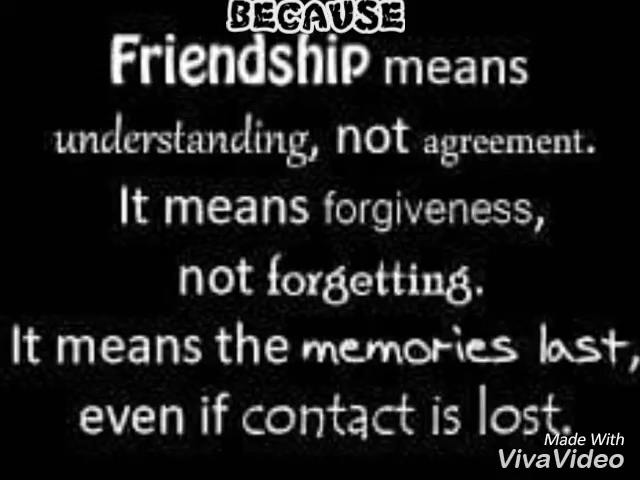 BECAUSE
Friendship means
understanding, not agreement.
It means forgiveness,
not forgetting.
It means the memories last,
even if contact is lost.
Made With
VivaVideo